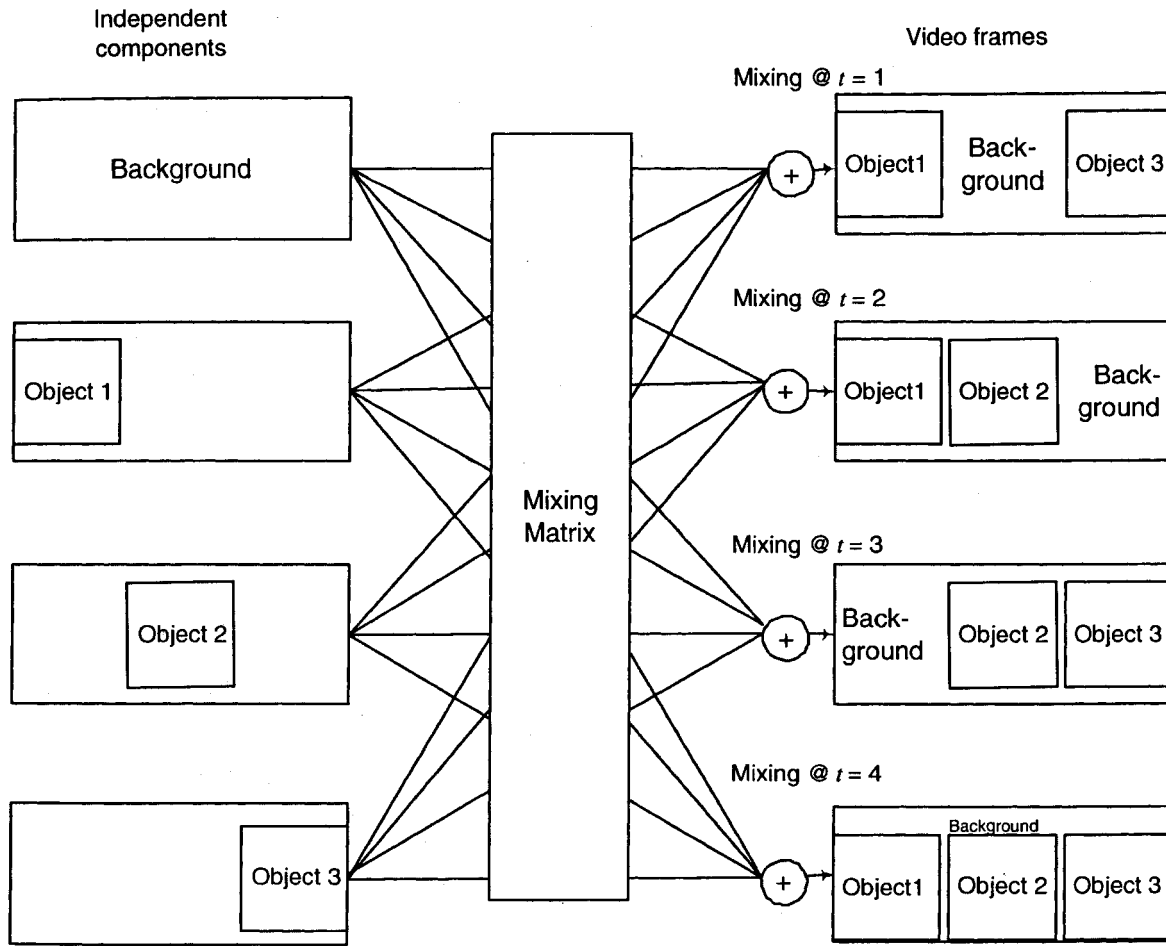 Independent
components
Video frames
Mixing @ t = 1
Background
Object1
Back-
ground
Object 3
+
Mixing @ t = 2
Object 1
Object1
Object 2
Back-
ground
+
Mixing
Matrix
Mixing @ t = 3
Object 2
Back-
ground
Object 2
Object 3
+
Mixing @ t = 4
Object 3
Background
Object1
Object 2
Object 3
+